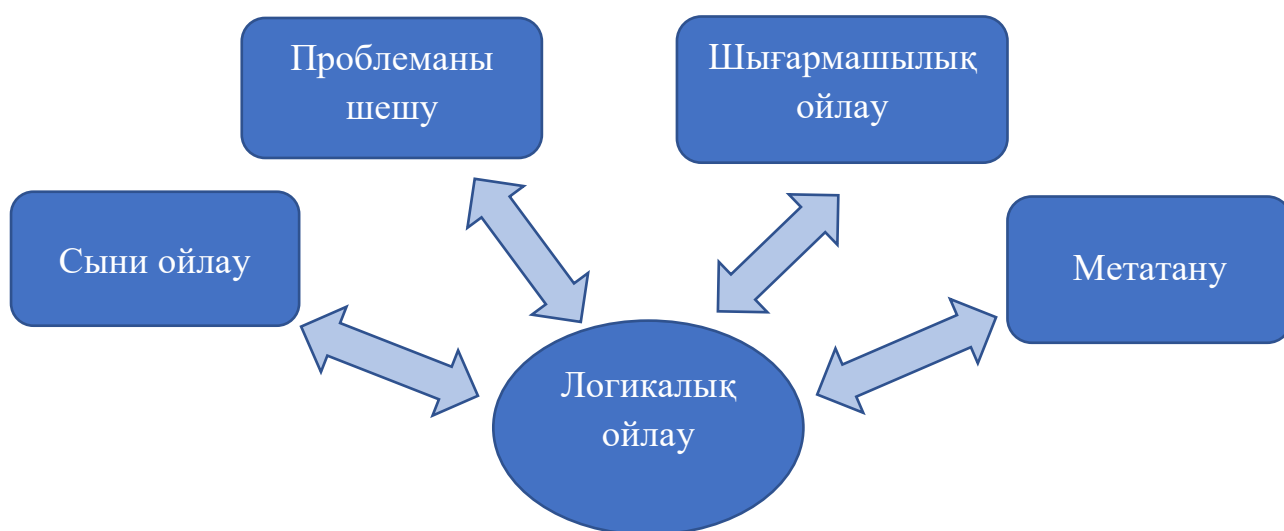 Проблеманы
шешу
Шығармашылық
ойлау
Сыни ойлау
Метатану
Логикалық
ойлау